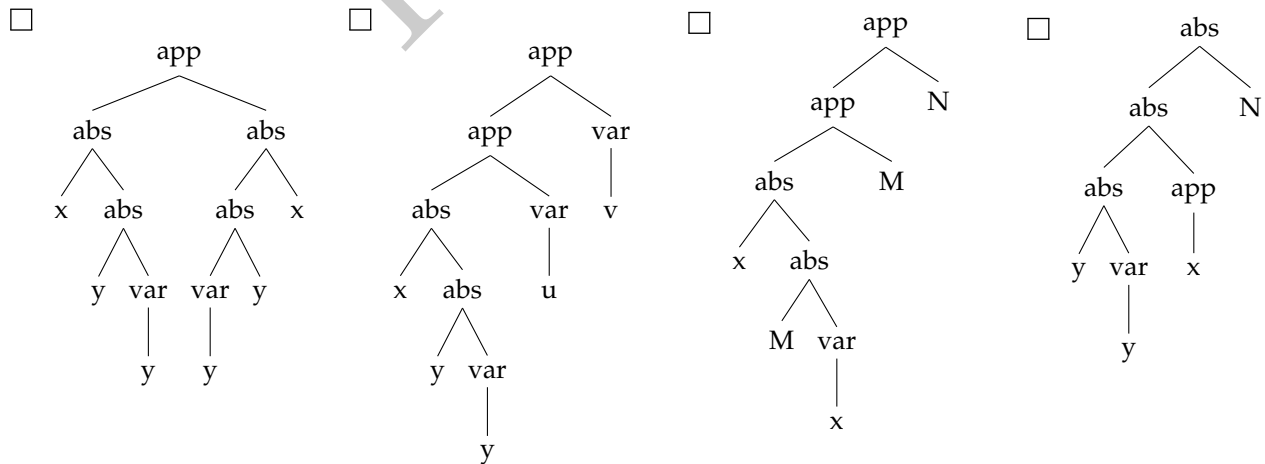 app
abs abs
x abs abs x
y var var y
y y
app
app var
abs var v
x abs u
y var
y
app
app N
abs M
x abs
M var
x
abs
abs N
abs app
y var x
y